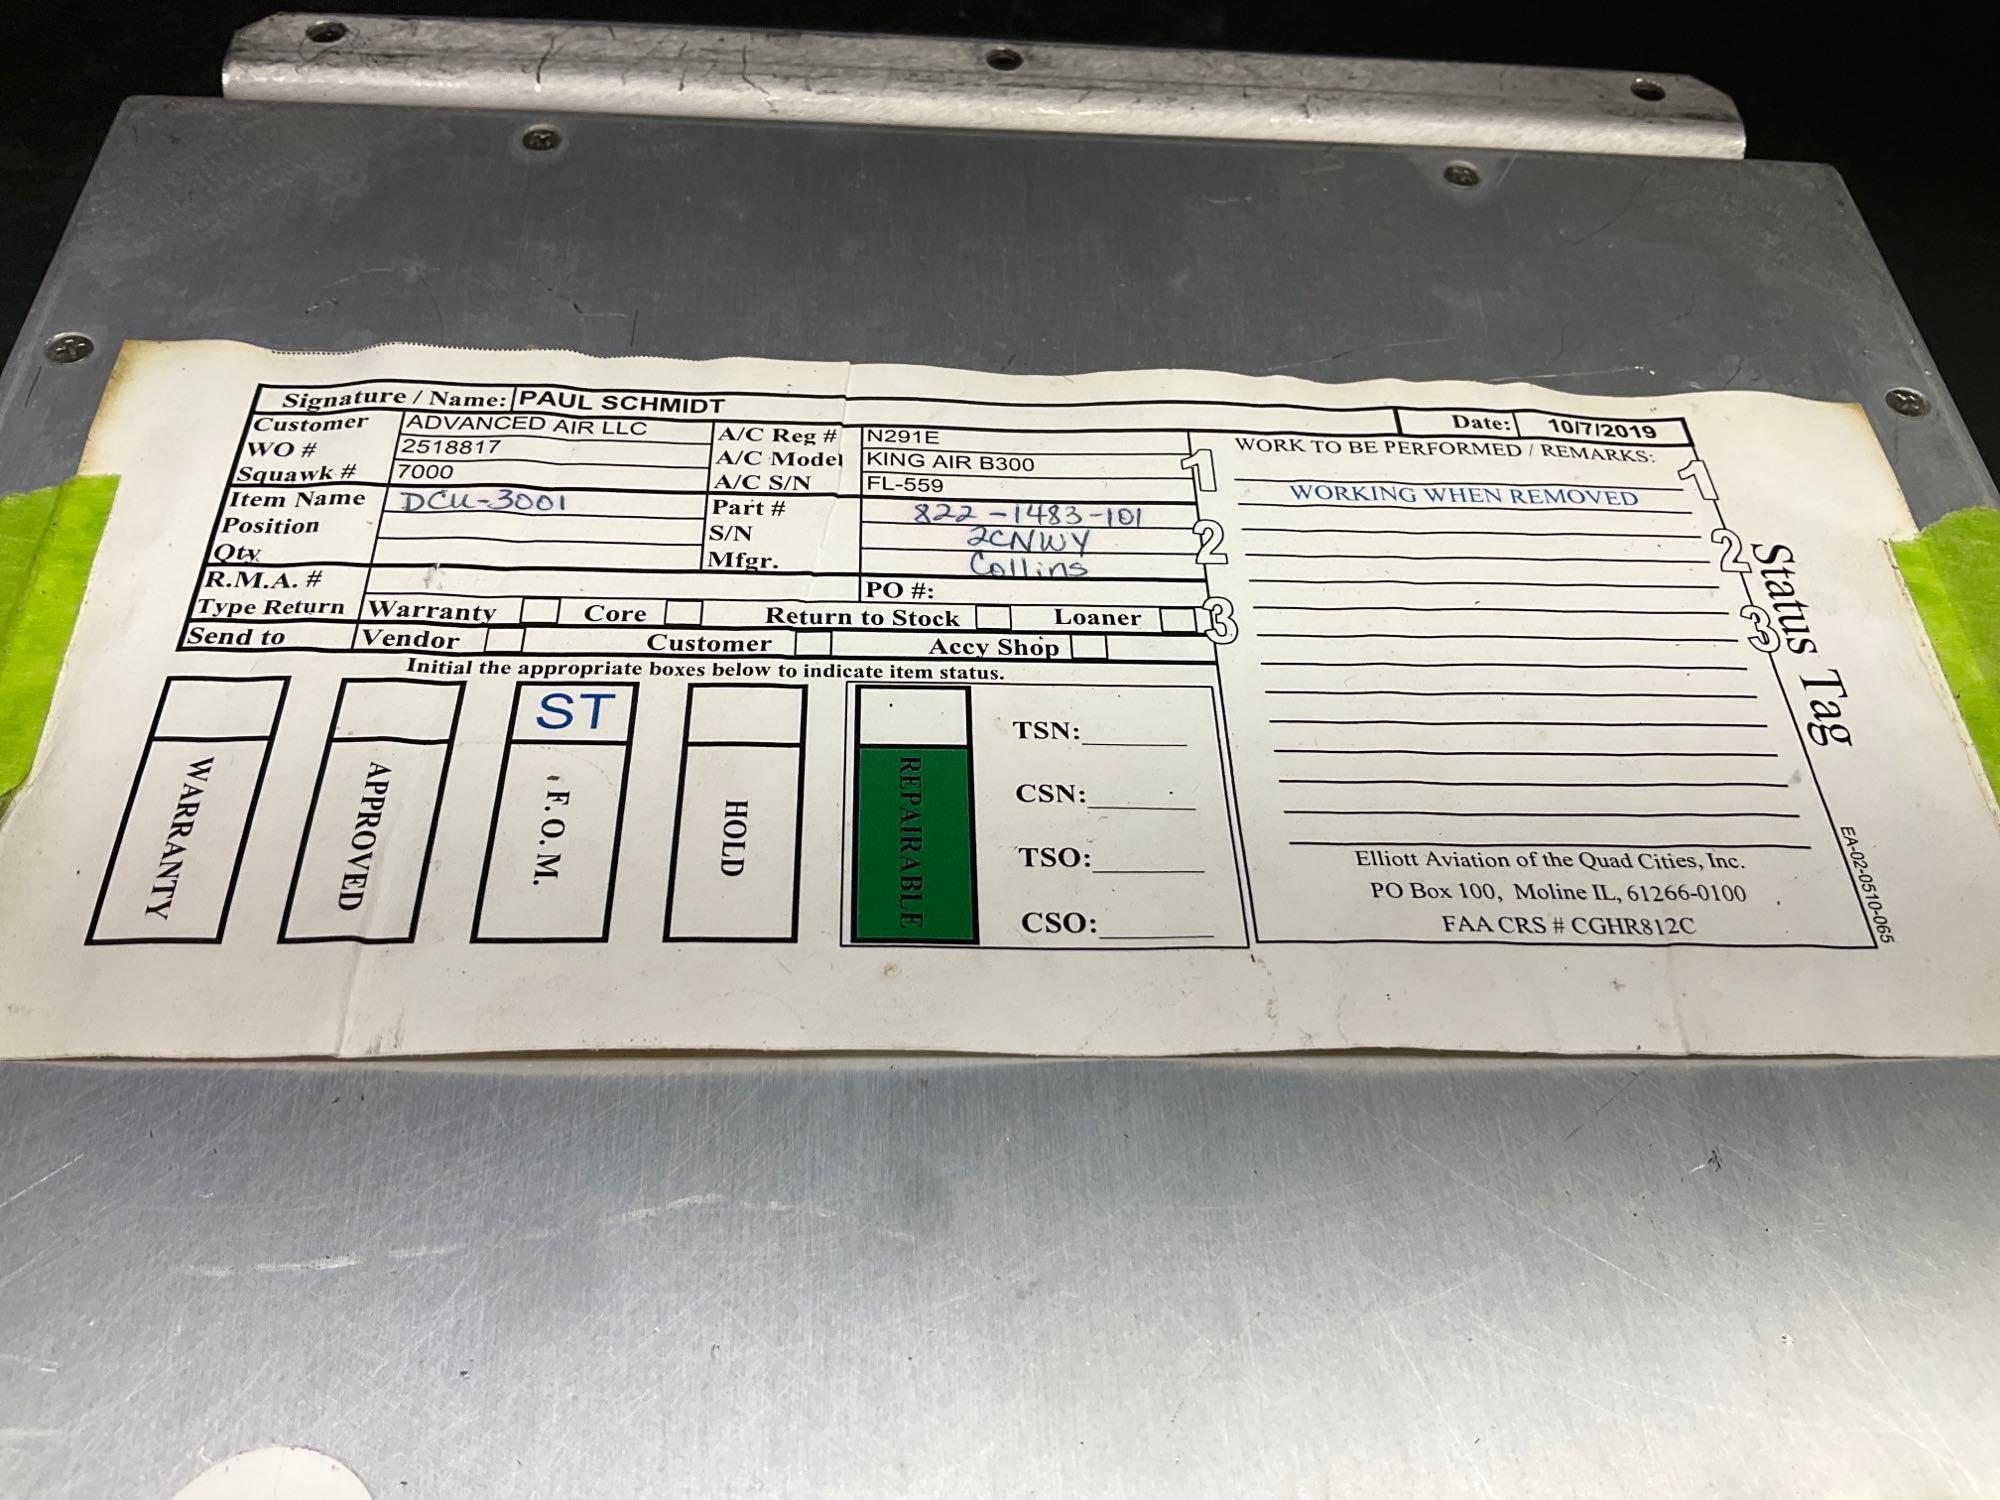 Signature / Name: PAUL SCHMIDT Date: 10/7/2019
Customer ADVANCED AIR LLC A/C Reg # N291E
WO # 2518817 A/C Model KING AIR B300
Squawk # 7000 A/C S/N FL-559
Item Name DCU-3001 Part # 822-1483-101
Position S/N 2CNWY
Qty. Mfgr. Collins
R.M.A. # PO #:
Type Return Warranty Core Return to Stock Loaner
Send to Vendor Customer Accy Shop
1
2
3
WORK TO BE PERFORMED / REMARKS:
WORKING WHEN REMOVED
1
2
3
Status Tag
Initial the appropriate boxes below to indicate item status.
WARRANTY
APPROVED
ST
F.O.M.
HOLD
REPAIRABLE
TSN:
CSN:
TSO:
CSO:
Elliott Aviation of the Quad Cities, Inc.
PO Box 100, Moline IL, 61266-0100
FAA CRS # CGHR812C
EA-02-0510-065